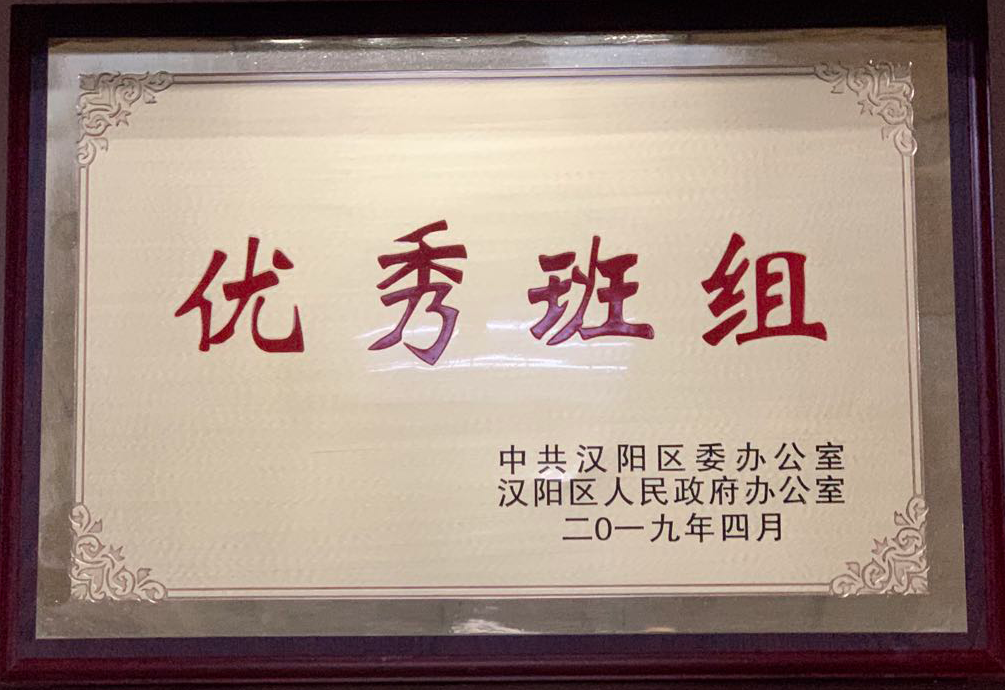 优秀班组
中共汉阳区委办公室
汉阳区人民政府办公室
二0一九年四月